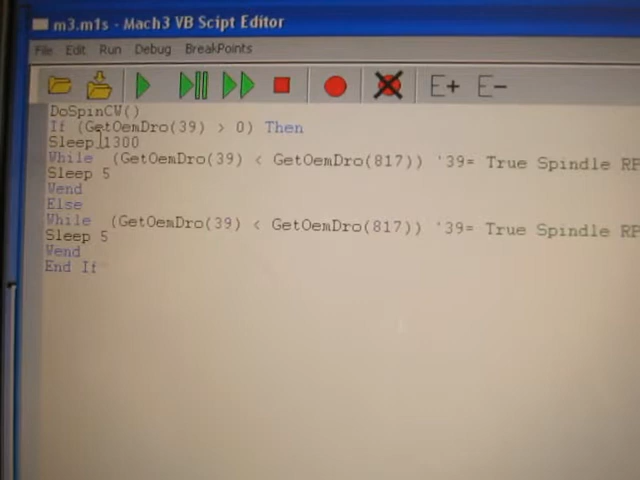 m3.m1s - Mach3 VB Scipt Editor
File Edit Run Debug BreakPoints
E+ E-
DoSpinCW()
If (GetOemDro(39) > 0) Then
Sleep 1300
While (GetOemDro(39) < GetOemDro(817)) '39= True Spindle RP
Sleep 5
Wend
Else
While (GetOemDro(39) < GetOemDro(817)) '39= True Spindle RP
Sleep 5
Wend
End If